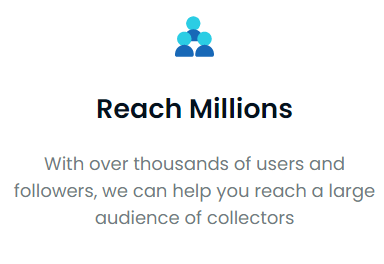 Reach Millions
With over thousands of users and
followers, we can help you reach a large
audience of collectors